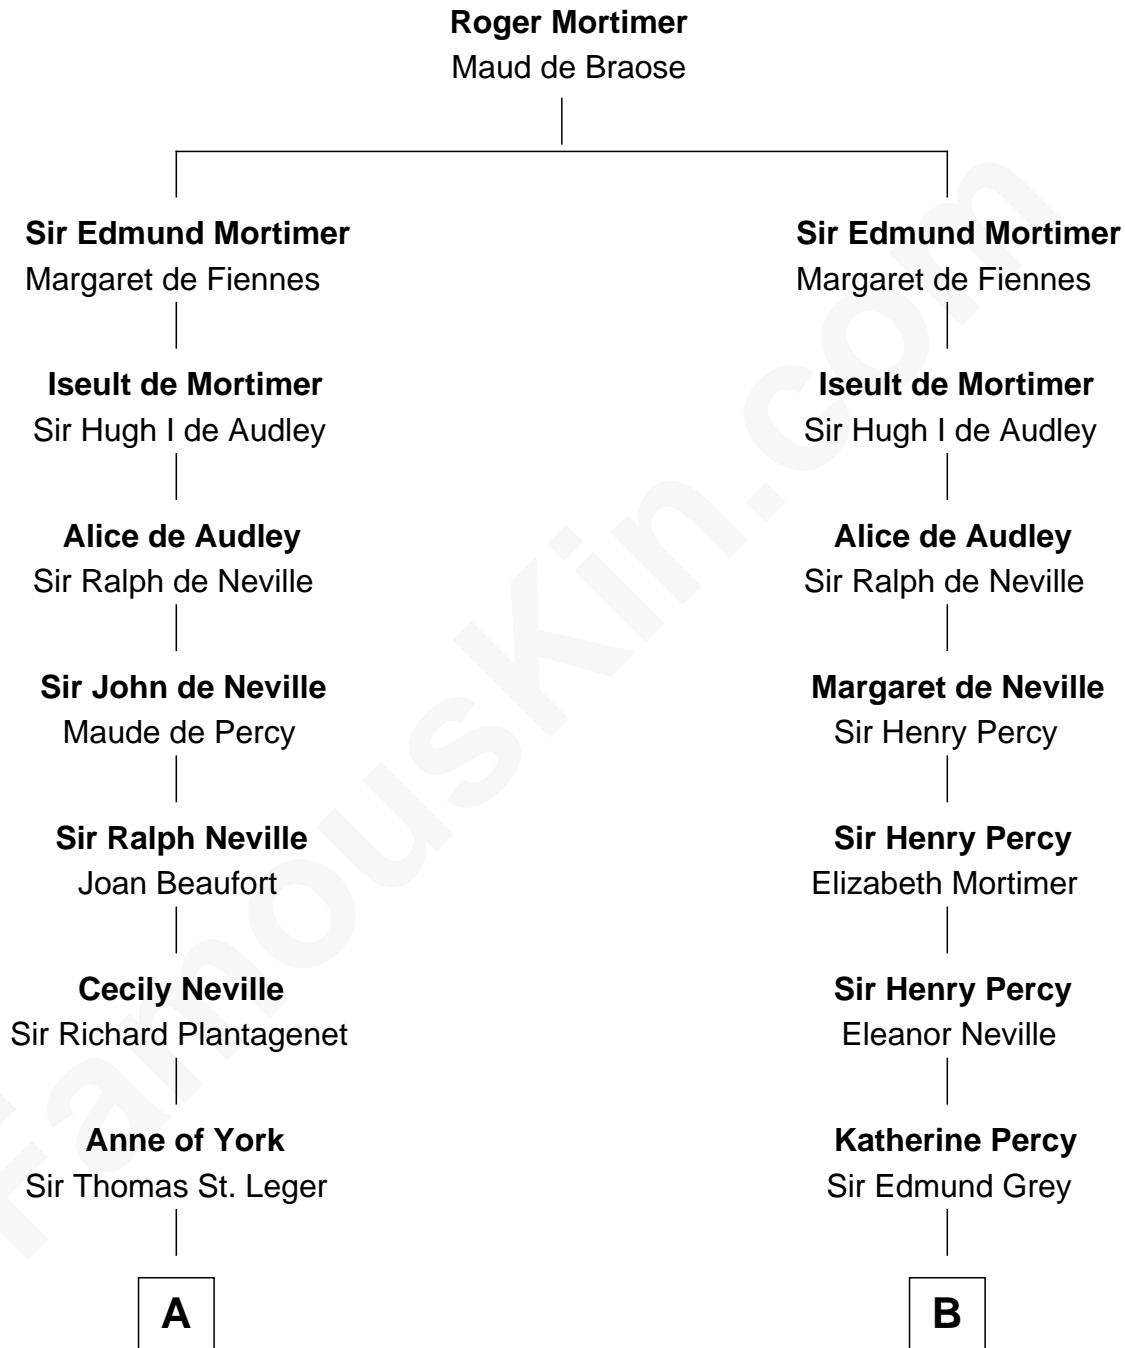 Roger Mortimer
Maud de Braose
Sir Edmund Mortimer
Margaret de Fiennes
Sir Edmund Mortimer
Margaret de Fiennes
Iseult de Mortimer
Sir Hugh I de Audley
Iseult de Mortimer
Sir Hugh I de Audley
Alice de Audley
Sir Ralph de Neville
Alice de Audley
Sir Ralph de Neville
Sir John de Neville
Maude de Percy
Margaret de Neville
Sir Henry Percy
Sir Ralph Neville
Joan Beaufort
Sir Henry Percy
Elizabeth Mortimer
Cecily Neville
Sir Richard Plantagenet
Sir Henry Percy
Eleanor Neville
Anne of York
Sir Thomas St. Leger
Katherine Percy
Sir Edmund Grey
A
B
FamousKin.com